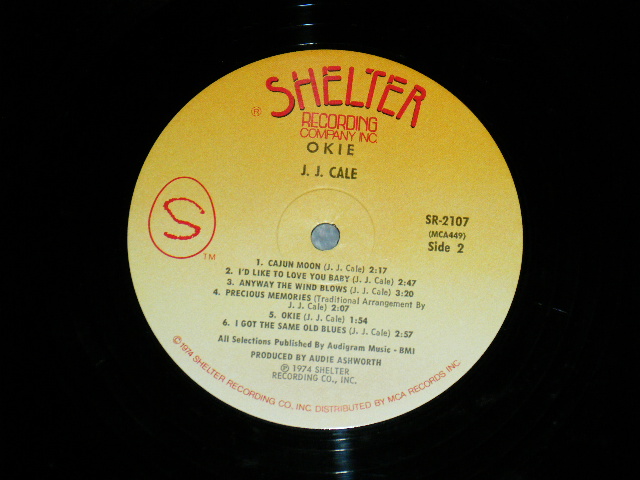 SHELTER
®
RECORDING
COMPANY INC.
OKIE
J. J. CALE
S
TM
SR-2107
(MCA449)
Side 2
1. CAJUN MOON (J. J. Cale) 2:17
2. I'D LIKE TO LOVE YOU BABY (J. J. Cale) 2:47
3. ANYWAY THE WIND BLOWS (J. J. Cale) 3:20
4. PRECIOUS MEMORIES (Traditional Arrangement By
J. J. Cale) 2:07
5. OKIE (J. J. Cale) 1:54
6. I GOT THE SAME OLD BLUES (J. J. Cale) 2:57
All Selections Published By Audigram Music - BMI
PRODUCED BY AUDIE ASHWORTH
℗ 1974 SHELTER
RECORDING CO., INC.
©1974 SHELTER RECORDING CO., INC. DISTRIBUTED BY MCA RECORDS INC.